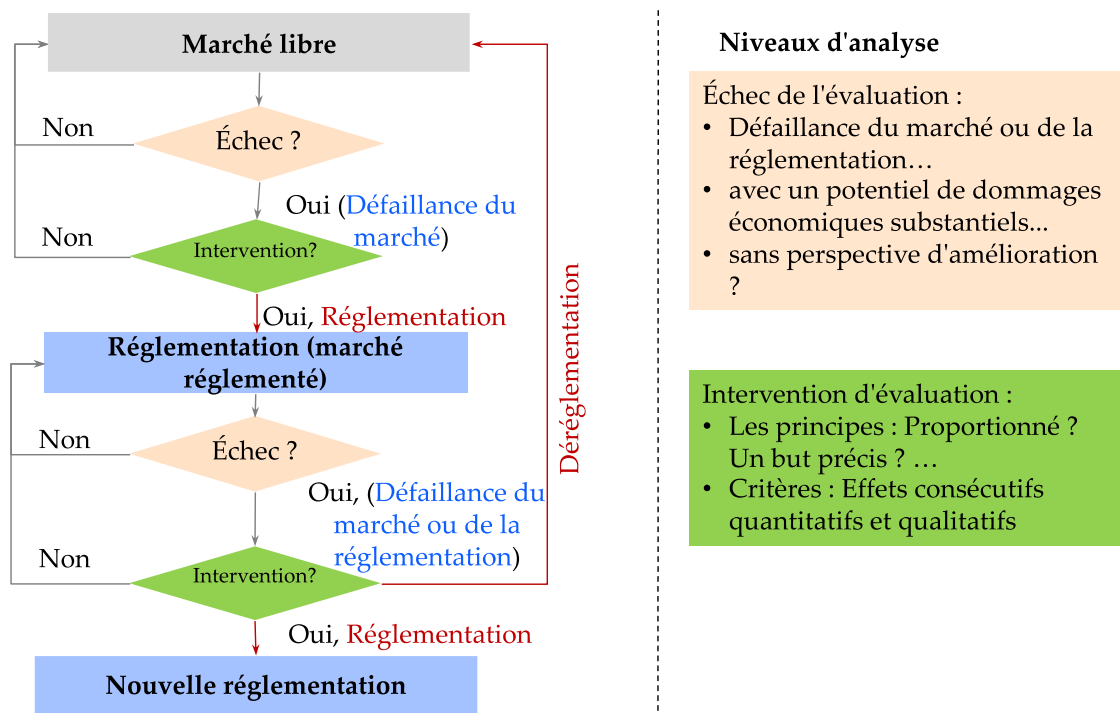 Marché libre
Non
Échec ?
Oui (Défaillance du
marché)
Non
Intervention?
Oui, Réglementation
Réglementation (marché
réglementé)
Non
Échec ?
Oui, (Défaillance du
marché ou de la
réglementation)
Non
Intervention?
Oui, Réglementation
Nouvelle réglementation
Déréglementation
Niveaux d'analyse
Échec de l'évaluation :
• Défaillance du marché ou de la
réglementation…
• avec un potentiel de dommages
économiques substantiels...
• sans perspective d'amélioration
?
Intervention d'évaluation :
• Les principes : Proportionné ?
Un but précis ? …
• Critères : Effets consécutifs
quantitatifs et qualitatifs